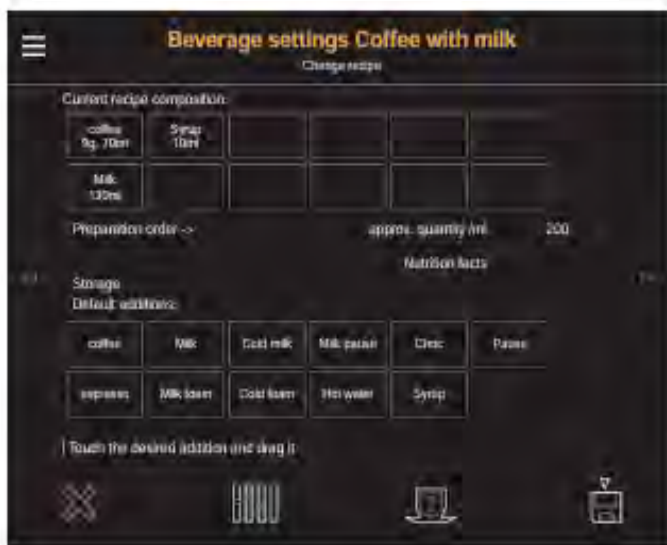 Beverage settings Coffee with milk
Change recipe
Current recipe composition:
coffee
9g, 70ml
Syrup
10ml
Milk
130ml
Preparation order ->
approx. quantity /ml
200
Nutrition facts
Storage
Default additions:
coffee
Milk
Cold milk
Milk pause
Choc
Pause
espresso
Milk foam
Cold foam
Hot water
Syrup
Touch the desired addition and drag it